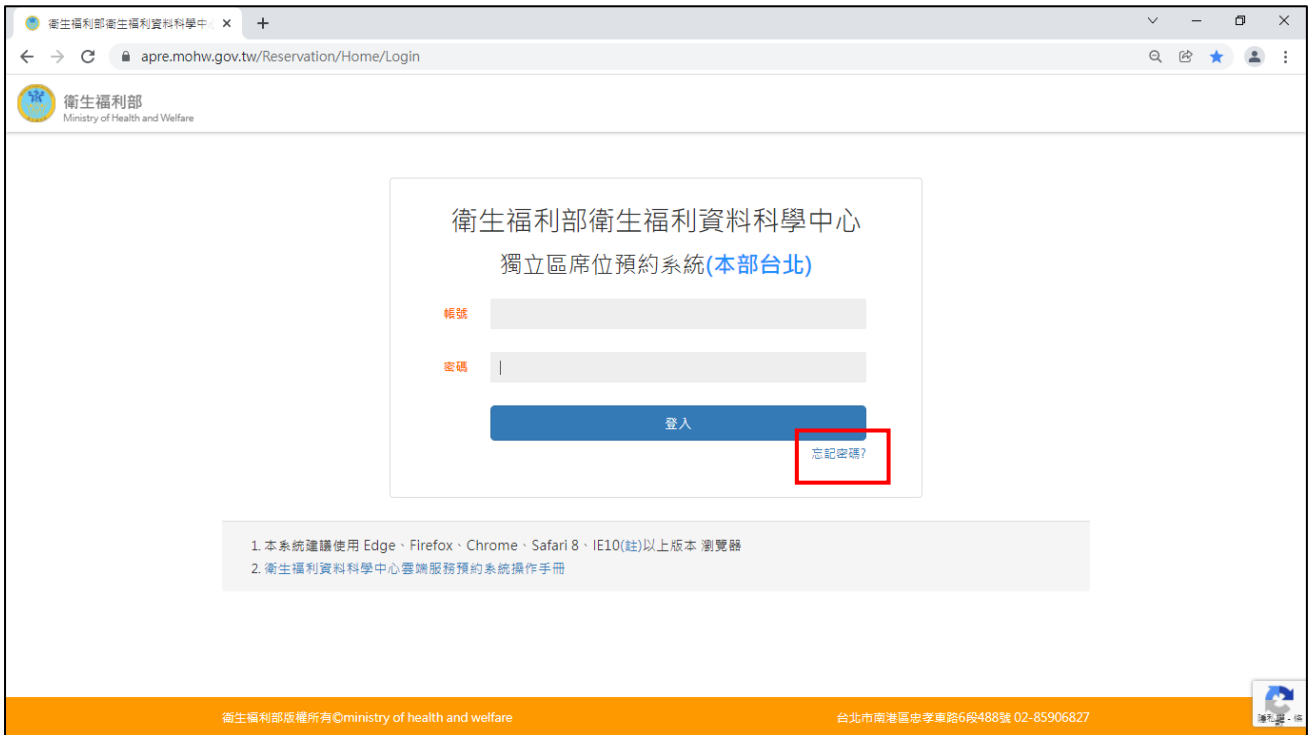 衛生福利部衛生福利資料科學中
apre.mohw.gov.tw/Reservation/Home/Login
衛生福利部
Ministry of Health and Welfare
衛生福利部衛生福利資料科學中心
獨立區席位預約系統(本部台北)
帳號
密碼
登入
忘記密碼?
1. 本系統建議使用 Edge、Firefox、Chrome、Safari 8、IE10(註)以上版本 瀏覽器
2. 衛生福利資料科學中心雲端服務預約系統操作手冊
衛生福利部版權所有©ministry of health and welfare
台北市南港區忠孝東路6段488號 02-85906827